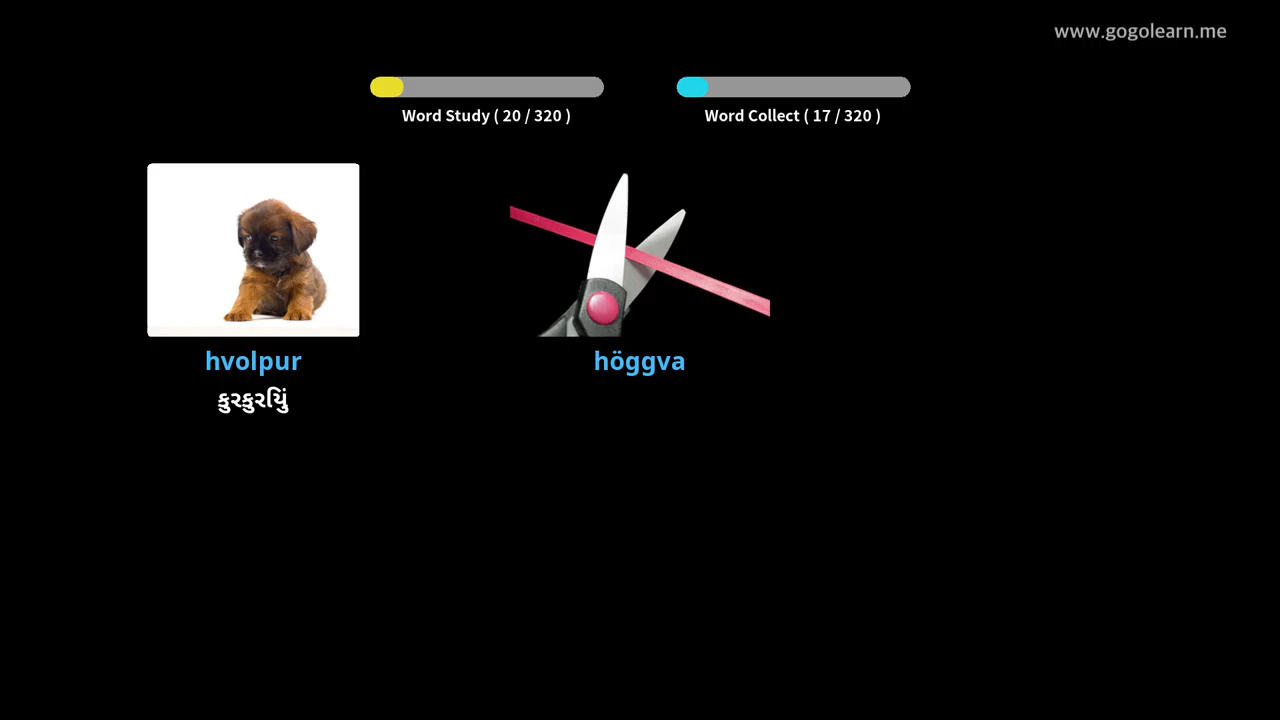 www.gogolearn.me
Word Study ( 20 / 320 )
Word Collect ( 17 / 320 )
hvolpur
höggva
કુરકુરિયું